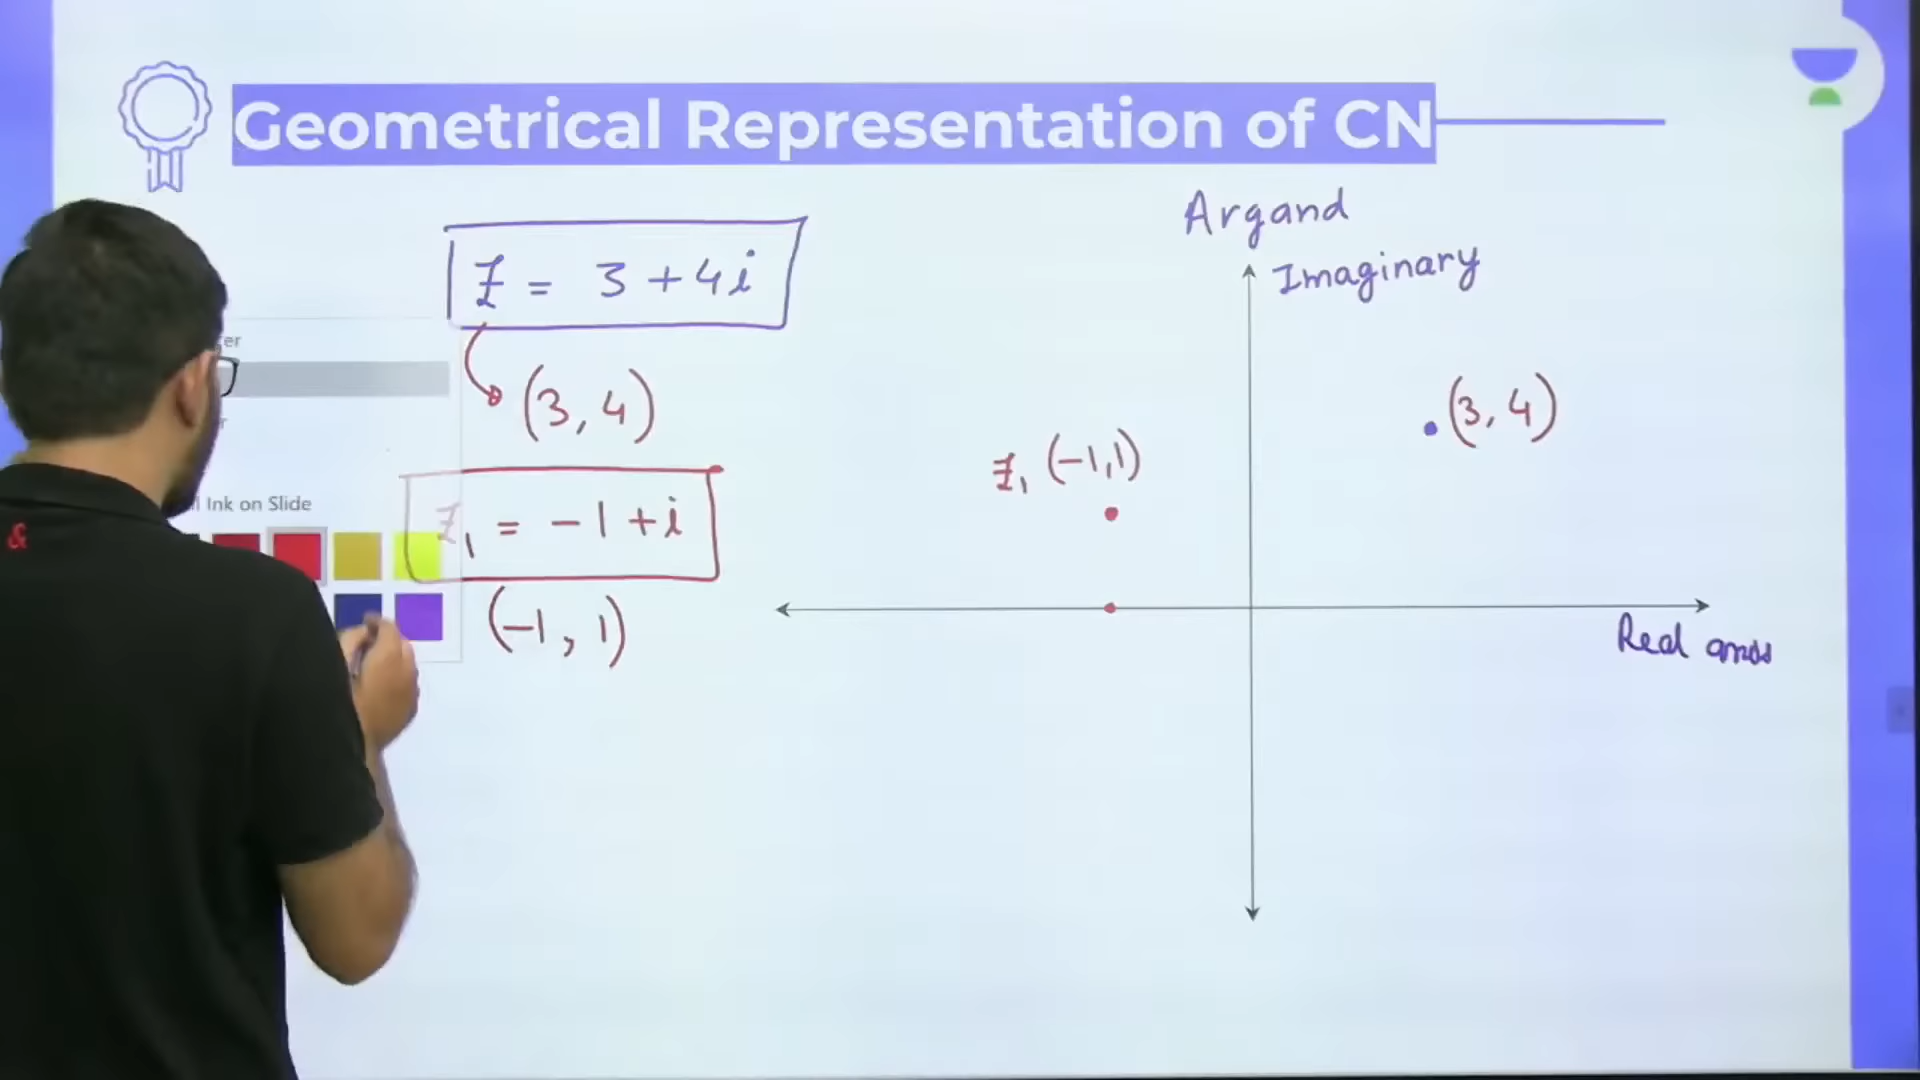 Geometrical Representation of CN
Argand
Imaginary
Z = 3 + 4i
(3, 4)
(3, 4)
Z₁ (-1, 1)
Ink on Slide
Z₁ = -1 + i
(-1, 1)
Real
&